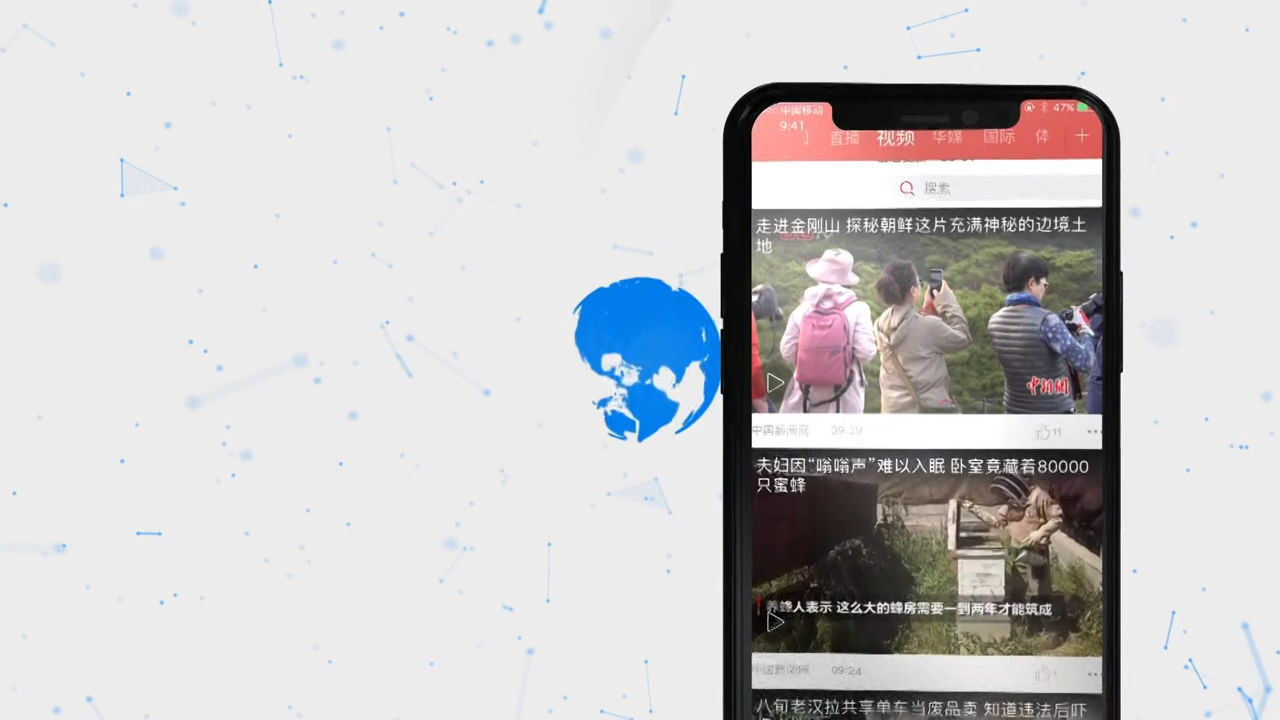 中国移动
47%
9:41
直播 视频 华媒 国际 体 +
搜索
走进金刚山 探秘朝鲜这片充满神秘的边境土
地
中新网
中国新闻网 09:39 11
夫妇因“嗡嗡声”难以入眠 卧室竟藏着80000
只蜜蜂
养蜂人表示 这么大的蜂房需要一到两年才能筑成
09:24
八旬老汉拉共享单车当废品卖 知道违法后吓